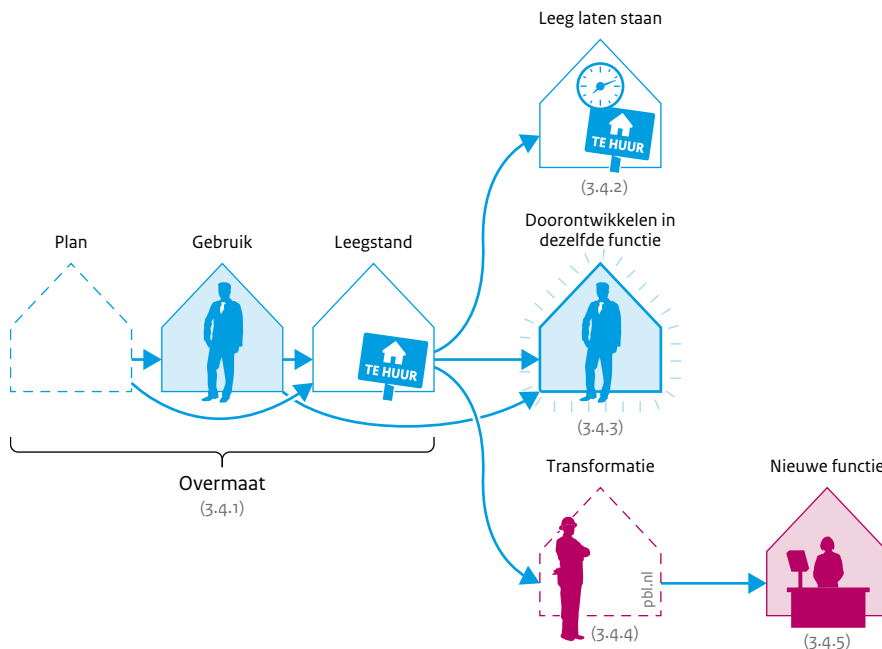 Leeg laten staan
TE HUUR
(3.4.2)
Plan
Gebruik
Leegstand
Doorontwikkelen in
dezelfde functie
TE HUUR
(3.4.3)
Overmaat
(3.4.1)
Transformatie
Nieuwe functie
pbl.nl
(3.4.4)
(3.4.5)